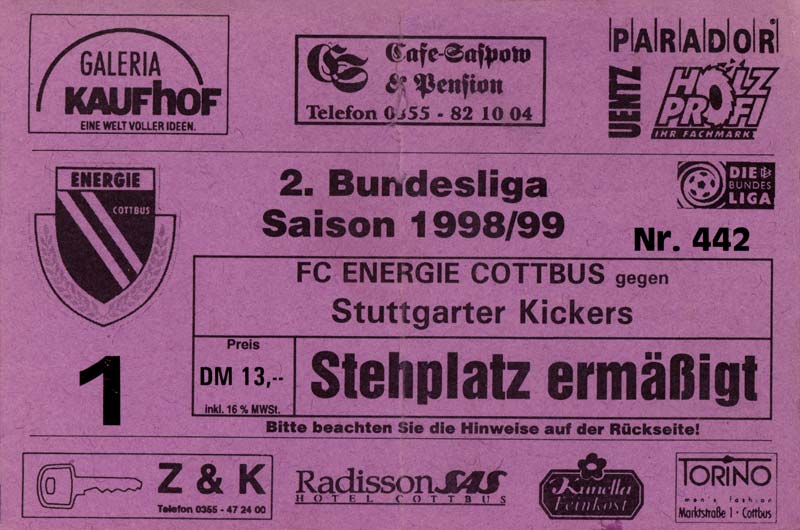 GALERIA
KAUFHOF
EINE WELT VOLLER IDEEN.
CS
Cafe-Saspow
& Pension
Telefon 0355 - 82 10 04
PARADOR®
UENTZ
HOLZ
PROFI
IHR FACHMARKT
ENERGIE
COTTBUS
2. Bundesliga
Saison 1998/99
DIE
BUNDES
LIGA
Nr. 442
FC ENERGIE COTTBUS gegen
Stuttgarter Kickers
1
Preis
DM 13,--
inkl. 16 % MWSt.
Stehplatz ermäßigt
Bitte beachten Sie die Hinweise auf der Rückseite!
Z & K
Telefon 0355 - 47 24 00
Radisson SAS
HOTEL COTTBUS
Kunella
Feinkost
TORINO
men's fashion
Marktstraße 1 · Cottbus